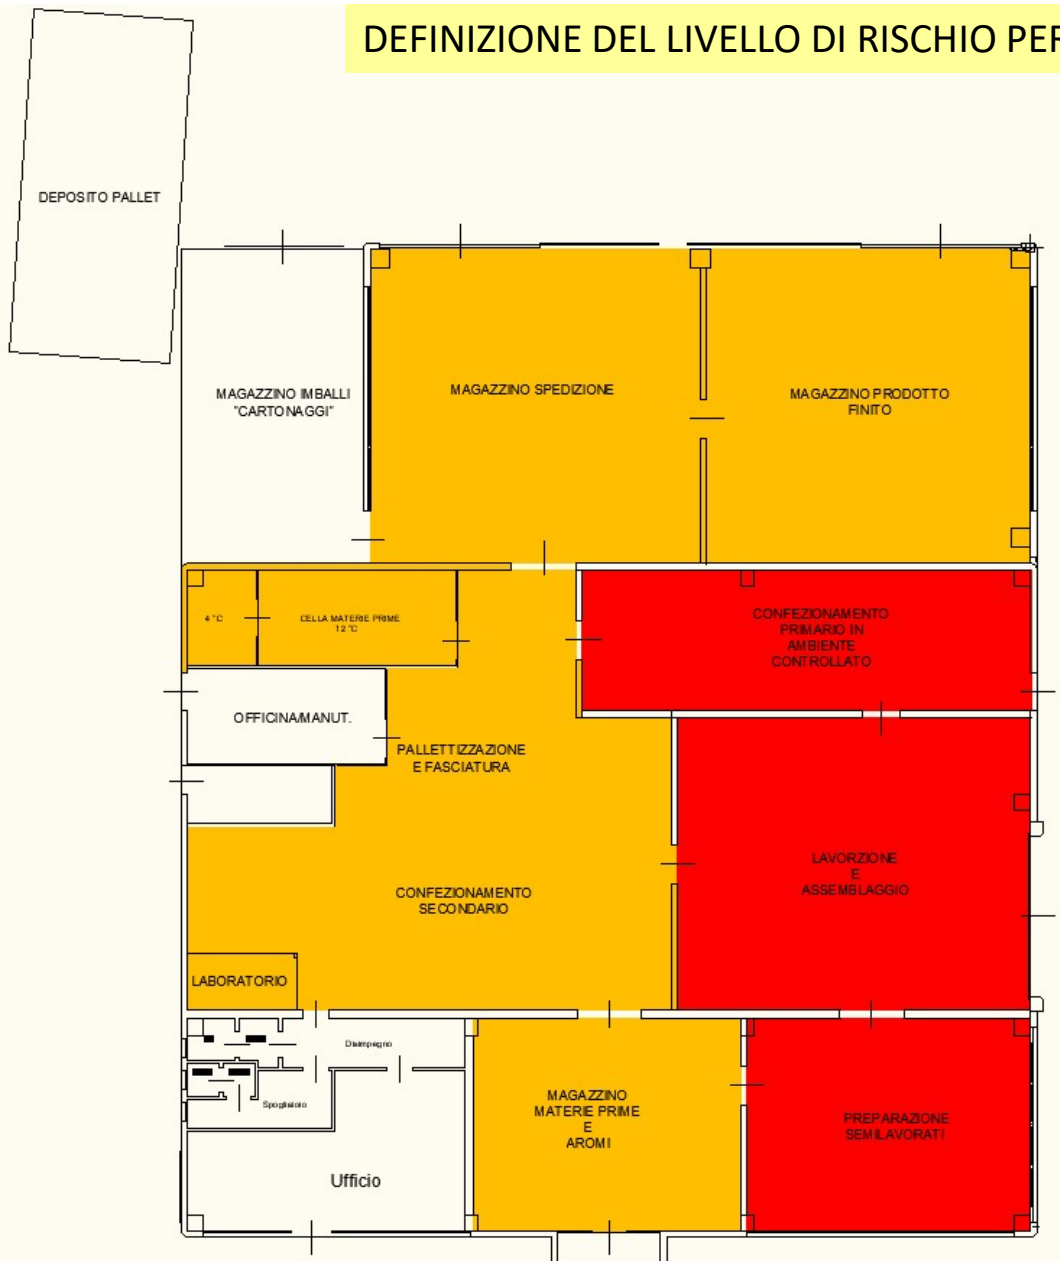 DEFINIZIONE DEL LIVELLO DI RISCHIO PER
DEPOSITO PALLET
MAGAZZINO IMBALLI
"CARTONAGGI"
MAGAZZINO SPEDIZIONE
MAGAZZINO PRODOTTO
FINITO
4 °C
CELLA MATERIE PRIME
12 °C
CONFEZIONAMENTO
PRIMARIO IN
AMBIENTE
CONTROLLATO
OFFICINA/MANUT.
PALLETTIZZAZIONE
E FASCIATURA
LAVORZIONE
E
ASSEMBLAGGIO
CONFEZIONAMENTO
SECONDARIO
LABORATORIO
Disimpegno
Spogliatoio
Ufficio
MAGAZZINO
MATERIE PRIME
E
AROMI
PREPARAZIONE
SEMILAVORATI